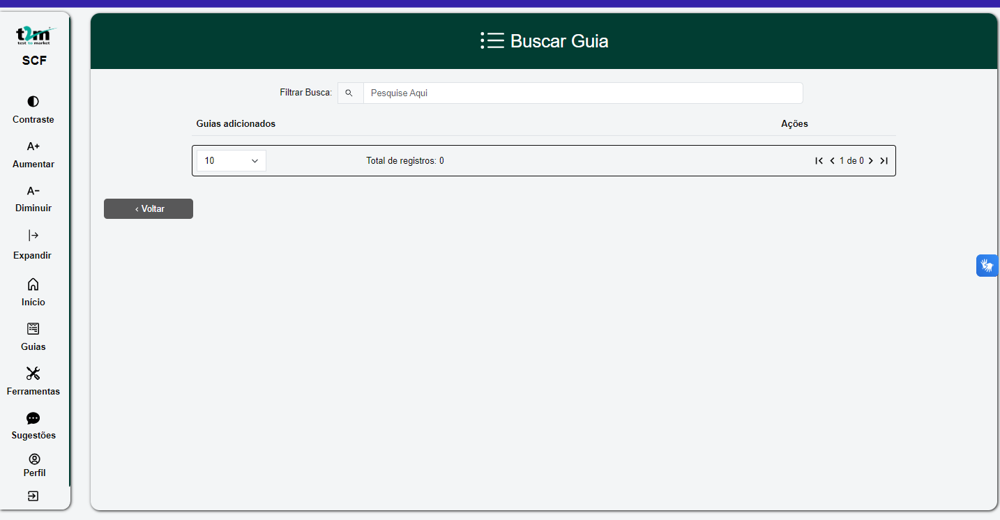 t2m
test to market
SCF
Contraste
A+
Aumentar
A-
Diminuir
Expandir
Início
Guias
Ferramentas
Sugestões
Perfil
Buscar Guia
Filtrar Busca: Pesquise Aqui
Guias adicionados Ações
10 Total de registros: 0 1 de 0
‹ Voltar